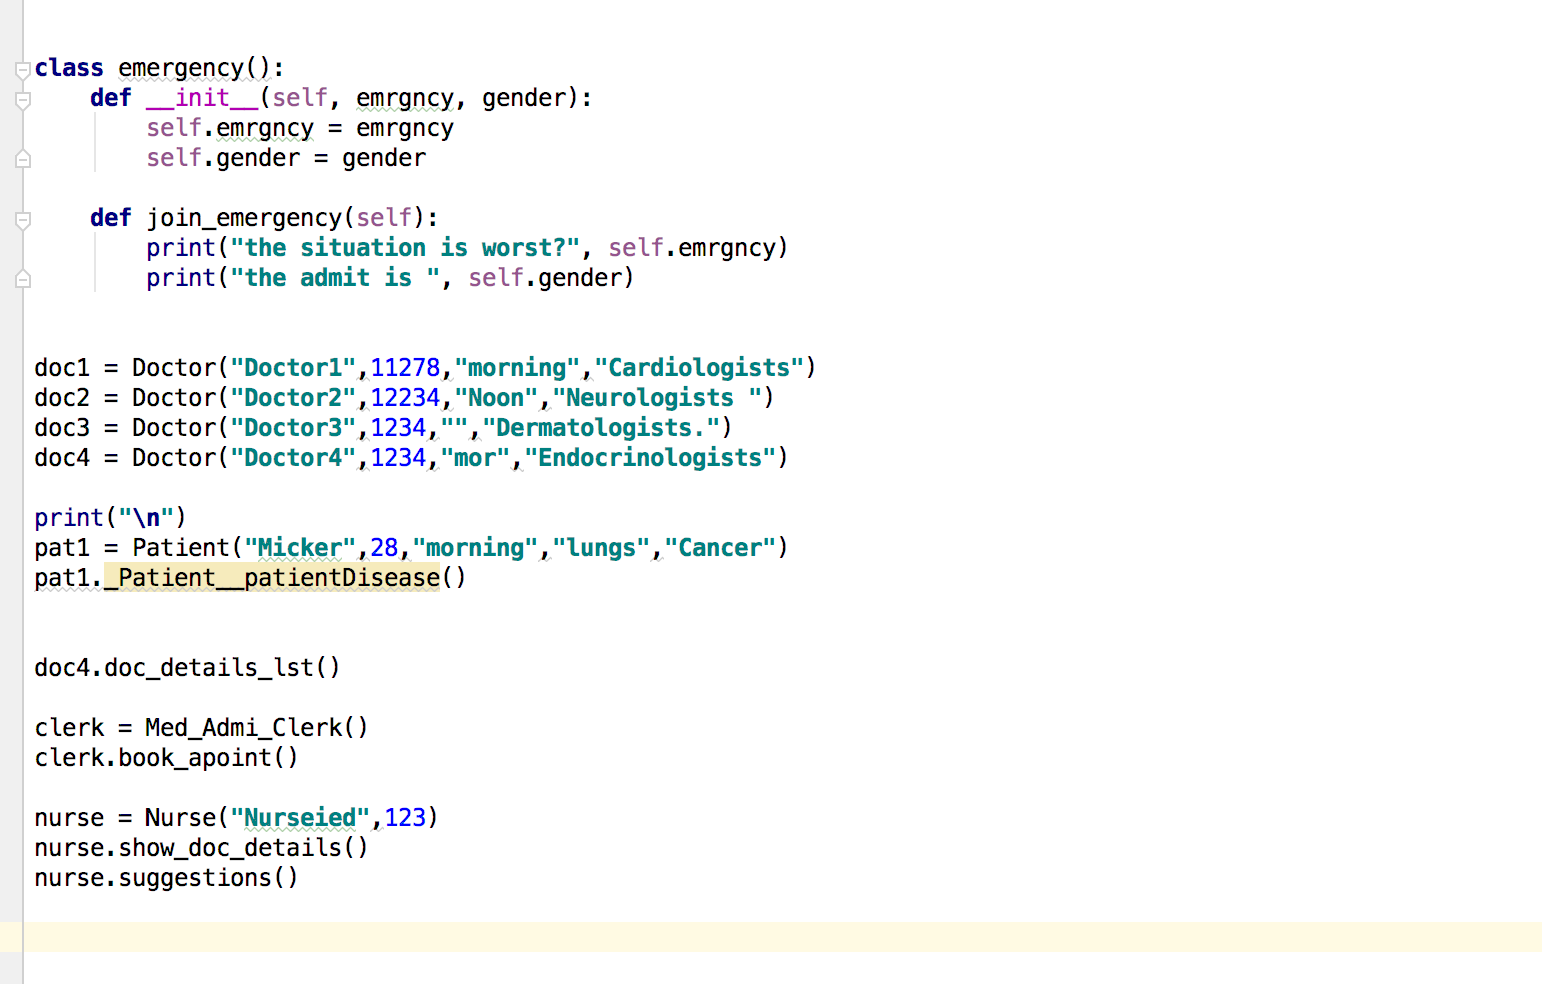 class emergency():
    def __init__(self, emrgncy, gender):
        self.emrgncy = emrgncy
        self.gender = gender
    def join_emergency(self):
        print("the situation is worst?", self.emrgncy)
        print("the admit is ", self.gender)
doc1 = Doctor("Doctor1",11278,"morning","Cardiologists")
doc2 = Doctor("Doctor2",12234,"Noon","Neurologists ")
doc3 = Doctor("Doctor3",1234,"","Dermatologists.")
doc4 = Doctor("Doctor4",1234,"mor","Endocrinologists")
print("\n")
pat1 = Patient("Micker",28,"morning","lungs","Cancer")
pat1._Patient__patientDisease()
doc4.doc_details_lst()
clerk = Med_Admi_Clerk()
clerk.book_apoint()
nurse = Nurse("Nurseied",123)
nurse.show_doc_details()
nurse.suggestions()